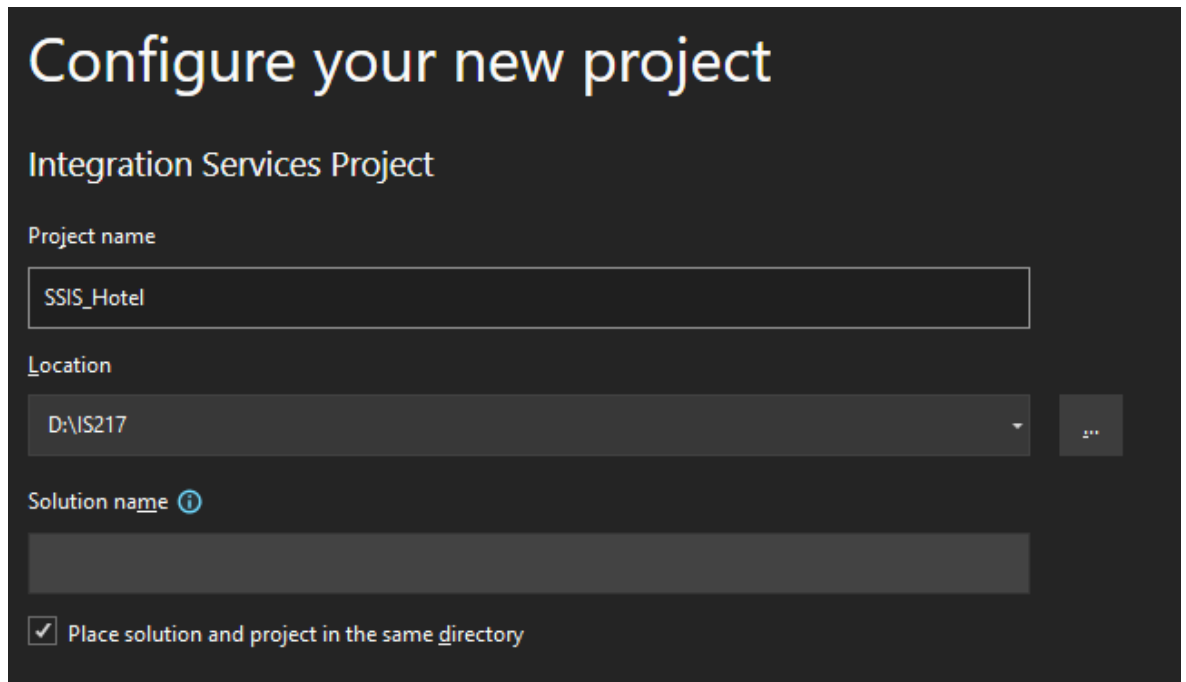 Configure your new project
Integration Services Project
Project name
SSIS_Hotel
Location
D:\IS217
...
Solution name
Place solution and project in the same directory